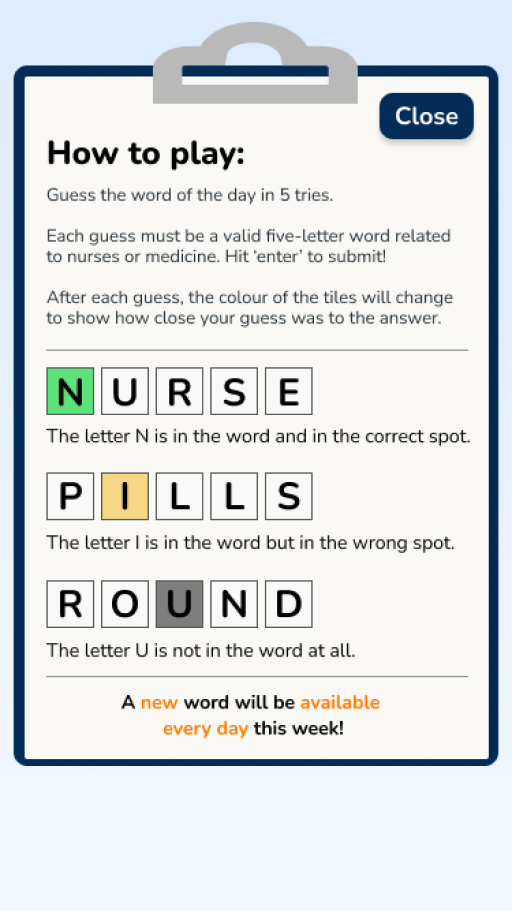 Close
How to play:
Guess the word of the day in 5 tries.
Each guess must be a valid five-letter word related
to nurses or medicine. Hit ‘enter’ to submit!
After each guess, the colour of the tiles will change
to show how close your guess was to the answer.
N U R S E
The letter N is in the word and in the correct spot.
P I L L S
The letter I is in the word but in the wrong spot.
R O U N D
The letter U is not in the word at all.
A new word will be available
every day this week!